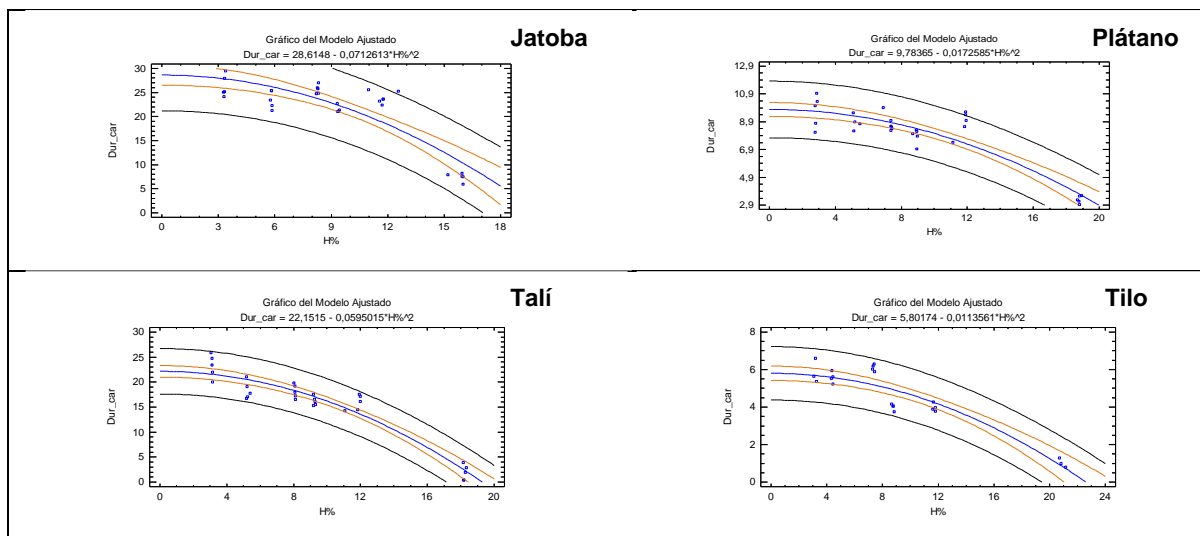 Gráfico del Modelo Ajustado
Jatoba
Dur_car = 28,6148 - 0,0712613*H%^2
30
25
20
15
10
5
0
Dur_car
0 3 6 9 12 15 18
H%
Gráfico del Modelo Ajustado
Plátano
Dur_car = 9,78365 - 0,0172585*H%^2
12,9
10,9
8,9
6,9
4,9
2,9
Dur_car
0 4 8 12 16 20
H%
Gráfico del Modelo Ajustado
Talí
Dur_car = 22,1515 - 0,0595015*H%^2
30
25
20
15
10
5
0
Dur_car
0 4 8 12 16 20
H%
Gráfico del Modelo Ajustado
Tilo
Dur_car = 5,80174 - 0,0113561*H%^2
8
6
4
2
0
Dur_car
0 4 8 12 16 20 24
H%